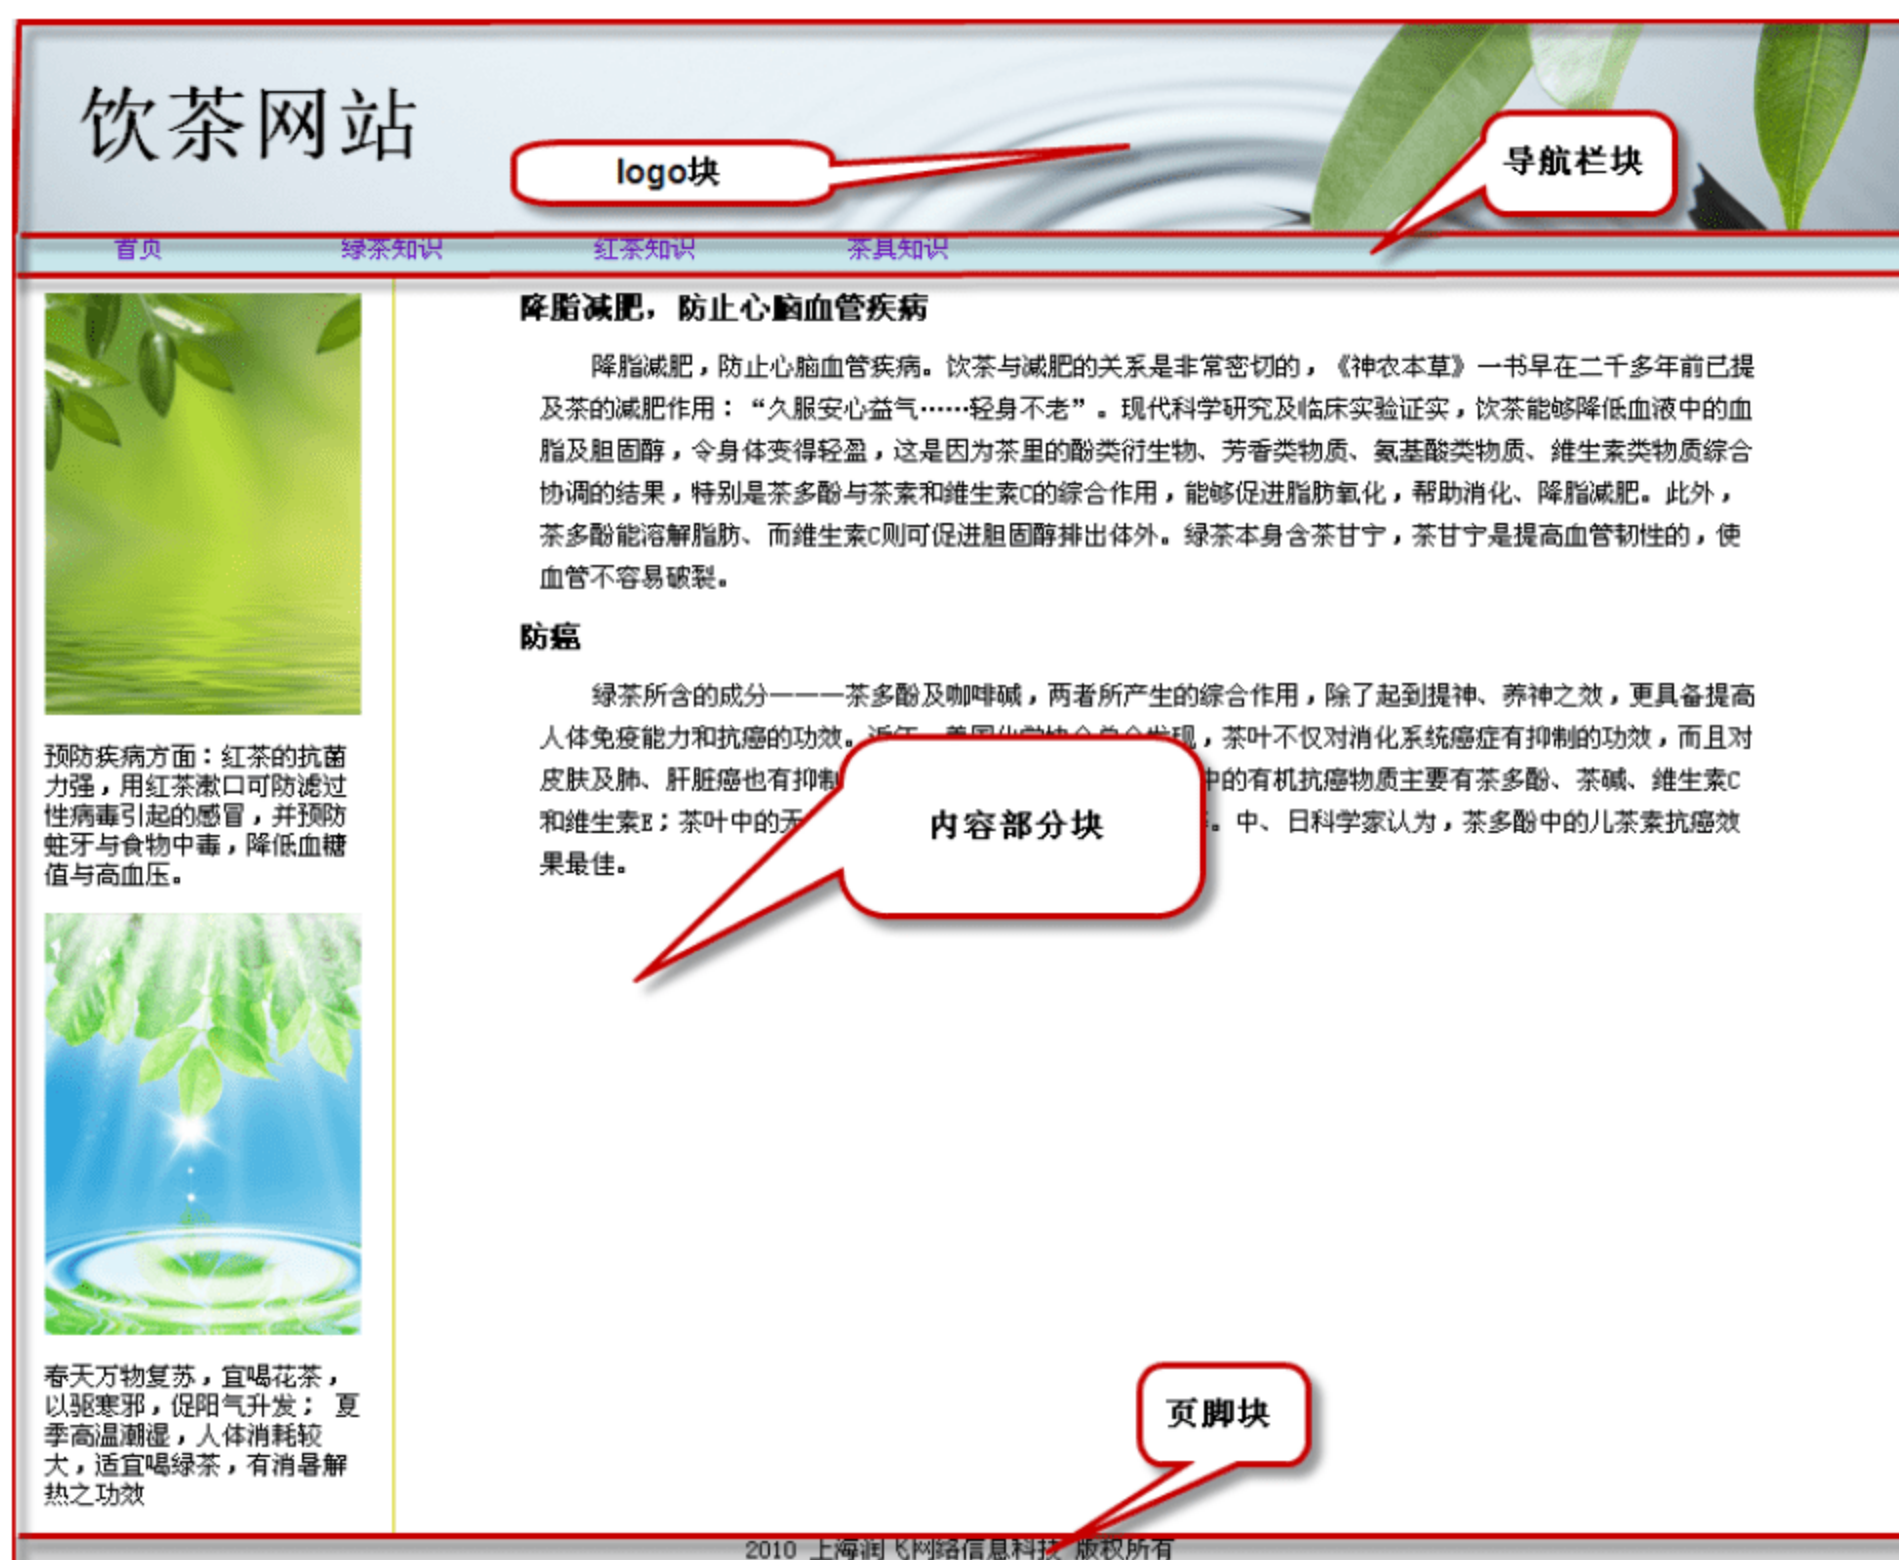 饮茶网站
logo块
导航栏块
首页 绿茶知识 红茶知识 茶具知识
降脂减肥，防止心脑血管疾病
降脂减肥，防止心脑血管疾病。饮茶与减肥的关系是非常密切的，《神农本草》一书早在二千多年前已提
及茶的减肥作用：“久服安心益气……轻身不老”。现代科学研究及临床实验证实，饮茶能够降低血液中的血
脂及胆固醇，令身体变得轻盈，这是因为茶里的酚类衍生物、芳香类物质、氨基酸类物质、维生素类物质综合
协调的结果，特别是茶多酚与茶素和维生素C的综合作用，能够促进脂肪氧化，帮助消化、降脂减肥。此外，
茶多酚能溶解脂肪、而维生素C则可促进胆固醇排出体外。绿茶本身含茶甘宁，茶甘宁是提高血管韧性的，使
血管不容易破裂。
防癌
绿茶所含的成分————茶多酚及咖啡碱，两者所产生的综合作用，除了起到提神、养神之效，更具备提高
人体免疫能力和抗癌的功效。近年，美国化学协会总会发现，茶叶不仅对消化系统癌症有抑制的功效，而且对
皮肤及肺、肝脏癌也有抑制 中的有机抗癌物质主要有茶多酚、茶碱、维生素C
和维生素E；茶叶中的无 。中、日科学家认为，茶多酚中的儿茶素抗癌效
果最佳。
内容部分块
预防疾病方面：红茶的抗菌
力强，用红茶漱口可防滤过
性病毒引起的感冒，并预防
蛀牙与食物中毒，降低血糖
值与高血压。
春天万物复苏，宜喝花茶，
以驱寒邪，促阳气升发； 夏
季高温潮湿，人体消耗较
大，适宜喝绿茶，有消暑解
热之功效
页脚块
2010 上海润飞网络信息科技 版权所有